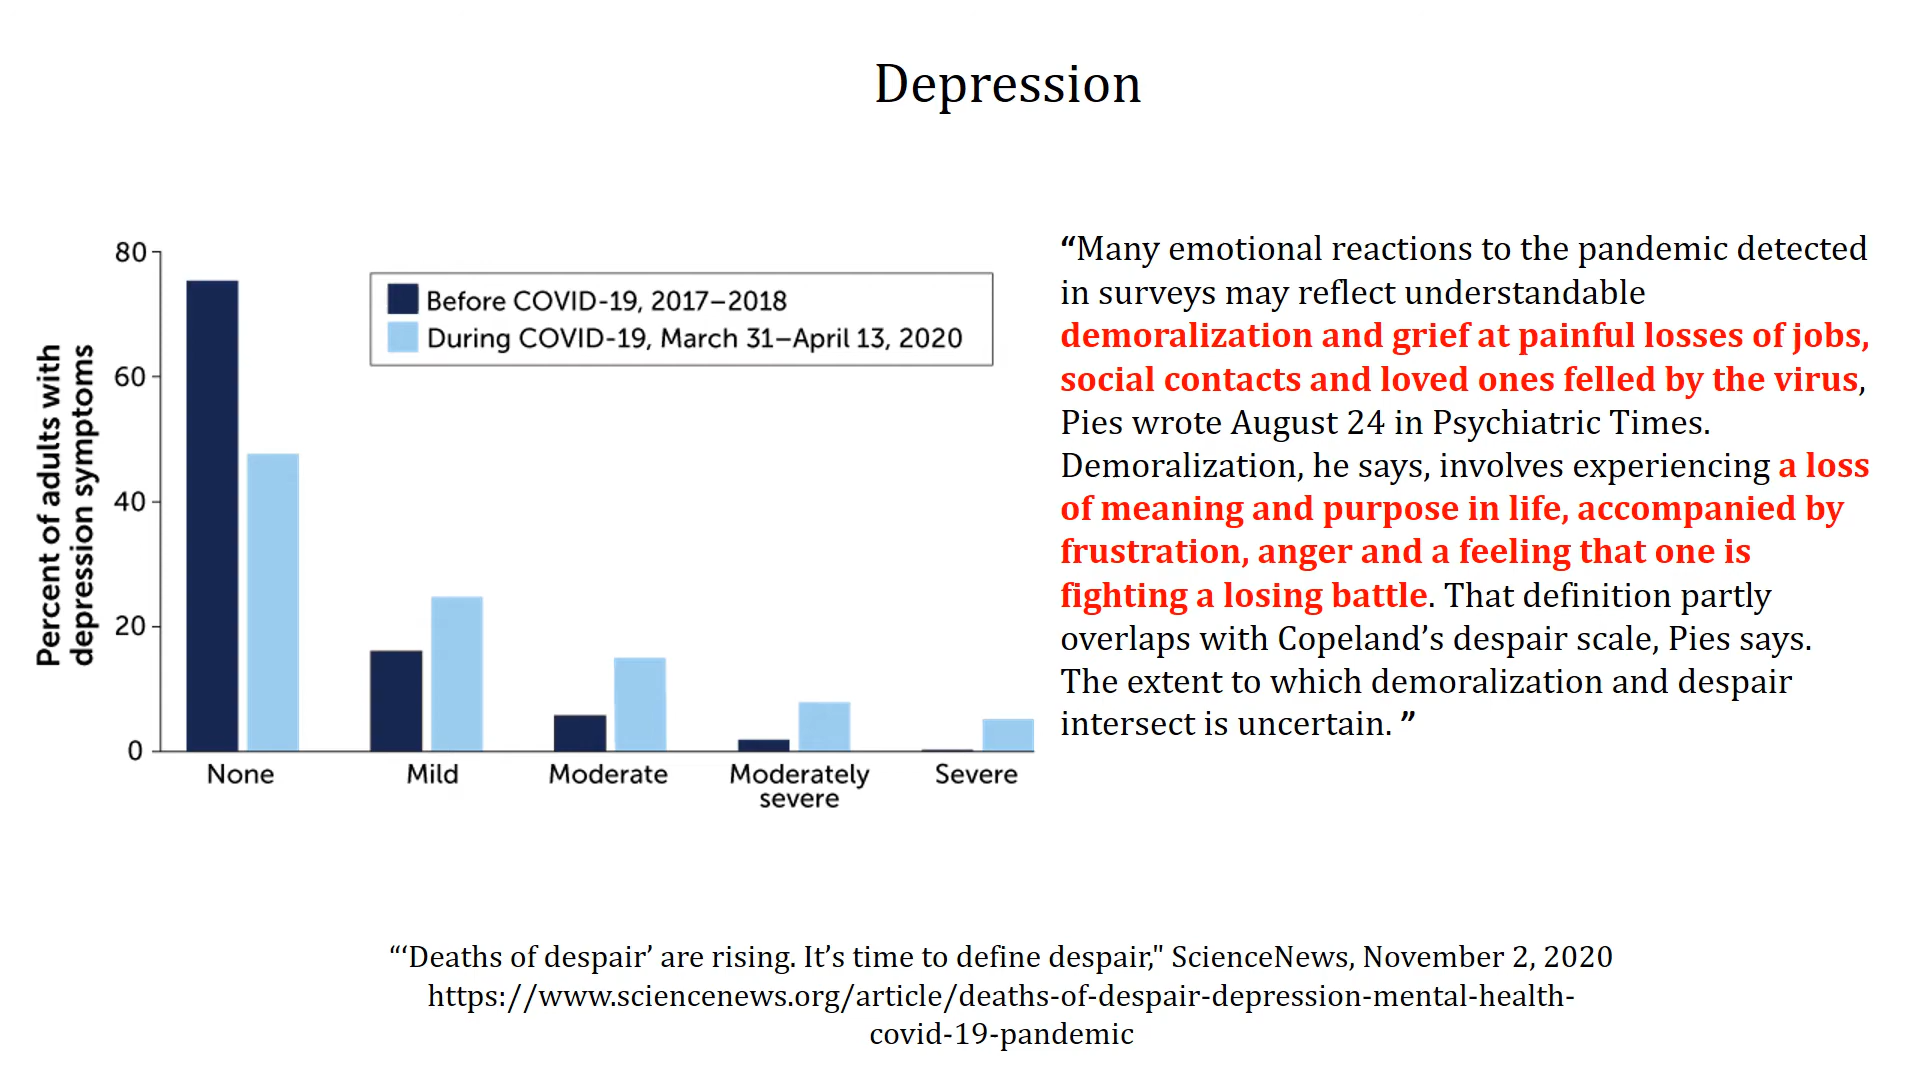 Depression
80
60
40
20
0
Percent of adults with
depression symptoms
Before COVID-19, 2017–2018
During COVID-19, March 31–April 13, 2020
None
Mild
Moderate
Moderately
severe
Severe
“Many emotional reactions to the pandemic detected
in surveys may reflect understandable
demoralization and grief at painful losses of jobs,
social contacts and loved ones felled by the virus,
Pies wrote August 24 in Psychiatric Times.
Demoralization, he says, involves experiencing a loss
of meaning and purpose in life, accompanied by
frustration, anger and a feeling that one is
fighting a losing battle. That definition partly
overlaps with Copeland’s despair scale, Pies says.
The extent to which demoralization and despair
intersect is uncertain. ”
“‘Deaths of despair’ are rising. It’s time to define despair," ScienceNews, November 2, 2020
https://www.sciencenews.org/article/deaths-of-despair-depression-mental-health-
covid-19-pandemic